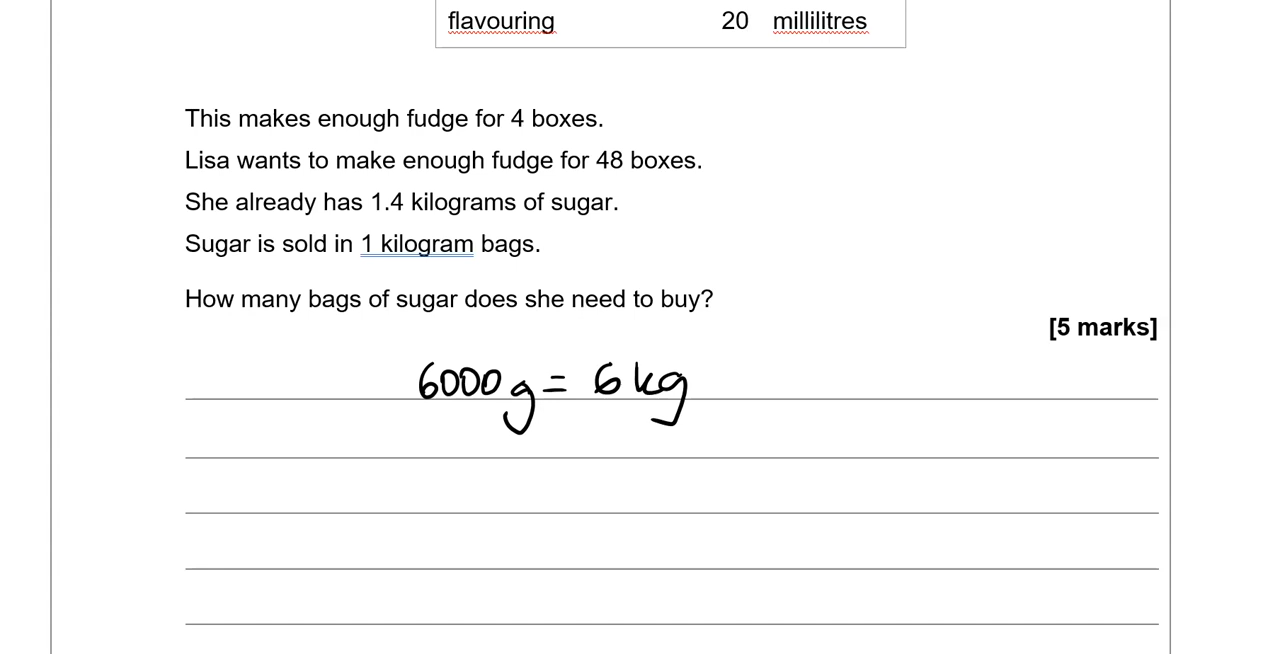 flavouring 20 millilitres
This makes enough fudge for 4 boxes.
Lisa wants to make enough fudge for 48 boxes.
She already has 1.4 kilograms of sugar.
Sugar is sold in 1 kilogram bags.
How many bags of sugar does she need to buy?
[5 marks]
6000g = 6kg